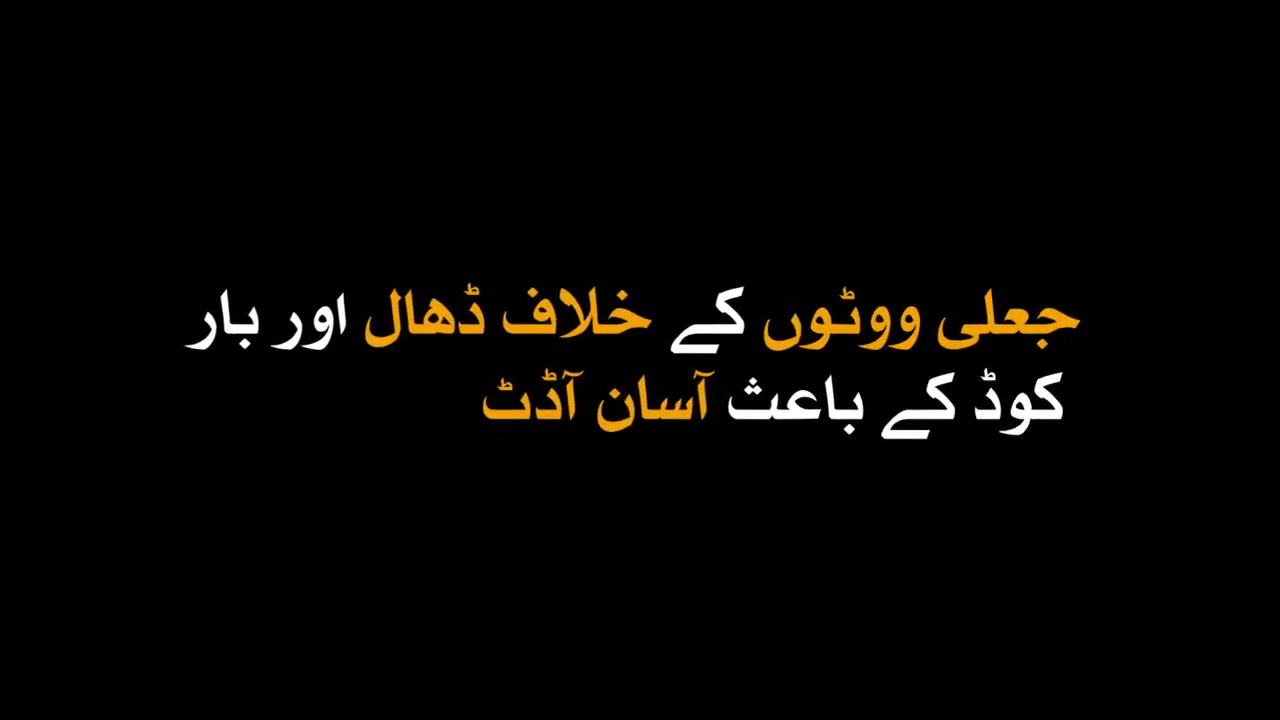 جعلی ووٹوں کے خلاف ڈھال اور بار
کوڈ کے باعث آسان آڈٹ